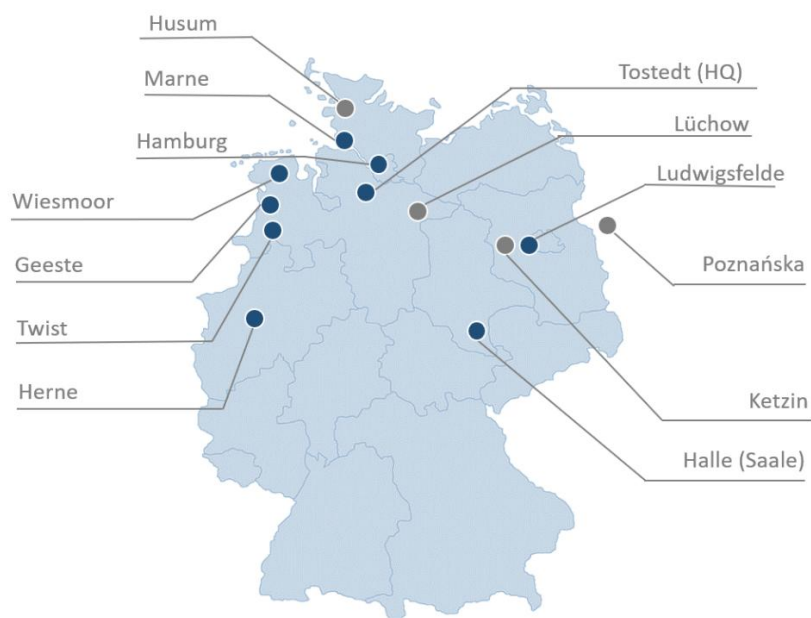 Husum
Marne
Hamburg
Wiesmoor
Geeste
Twist
Herne
Tostedt (HQ)
Lüchow
Ludwigsfelde
Poznańska
Ketzin
Halle (Saale)